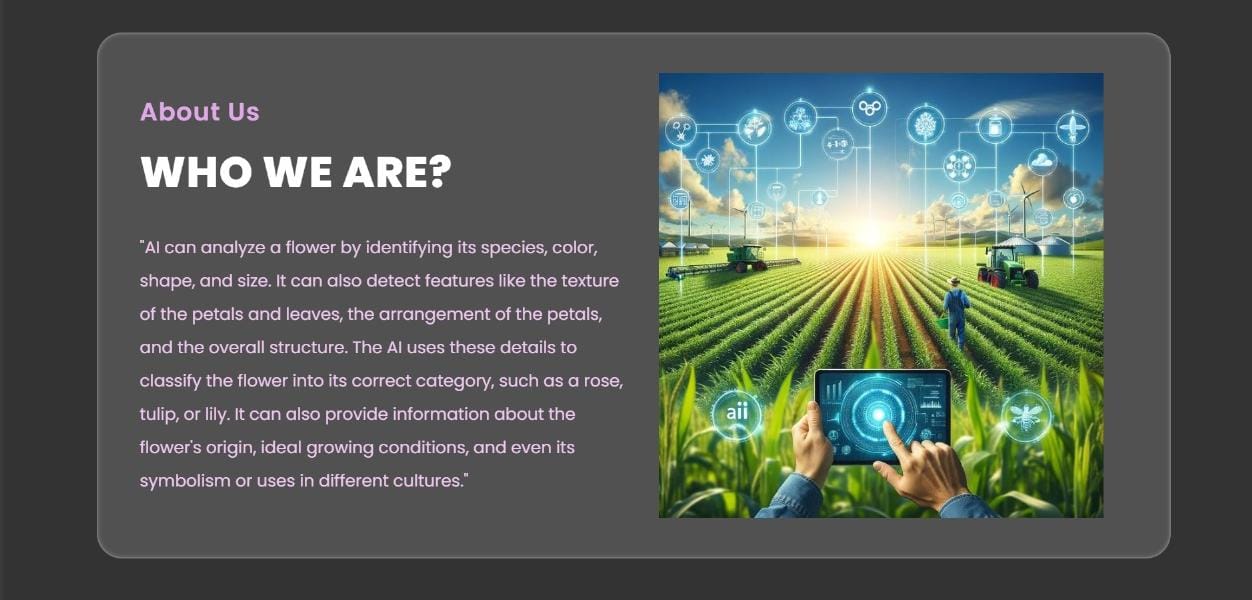 About Us
WHO WE ARE?
"AI can analyze a flower by identifying its species, color,
shape, and size. It can also detect features like the texture
of the petals and leaves, the arrangement of the petals,
and the overall structure. The AI uses these details to
classify the flower into its correct category, such as a rose,
tulip, or lily. It can also provide information about the
flower's origin, ideal growing conditions, and even its
symbolism or uses in different cultures."
aii